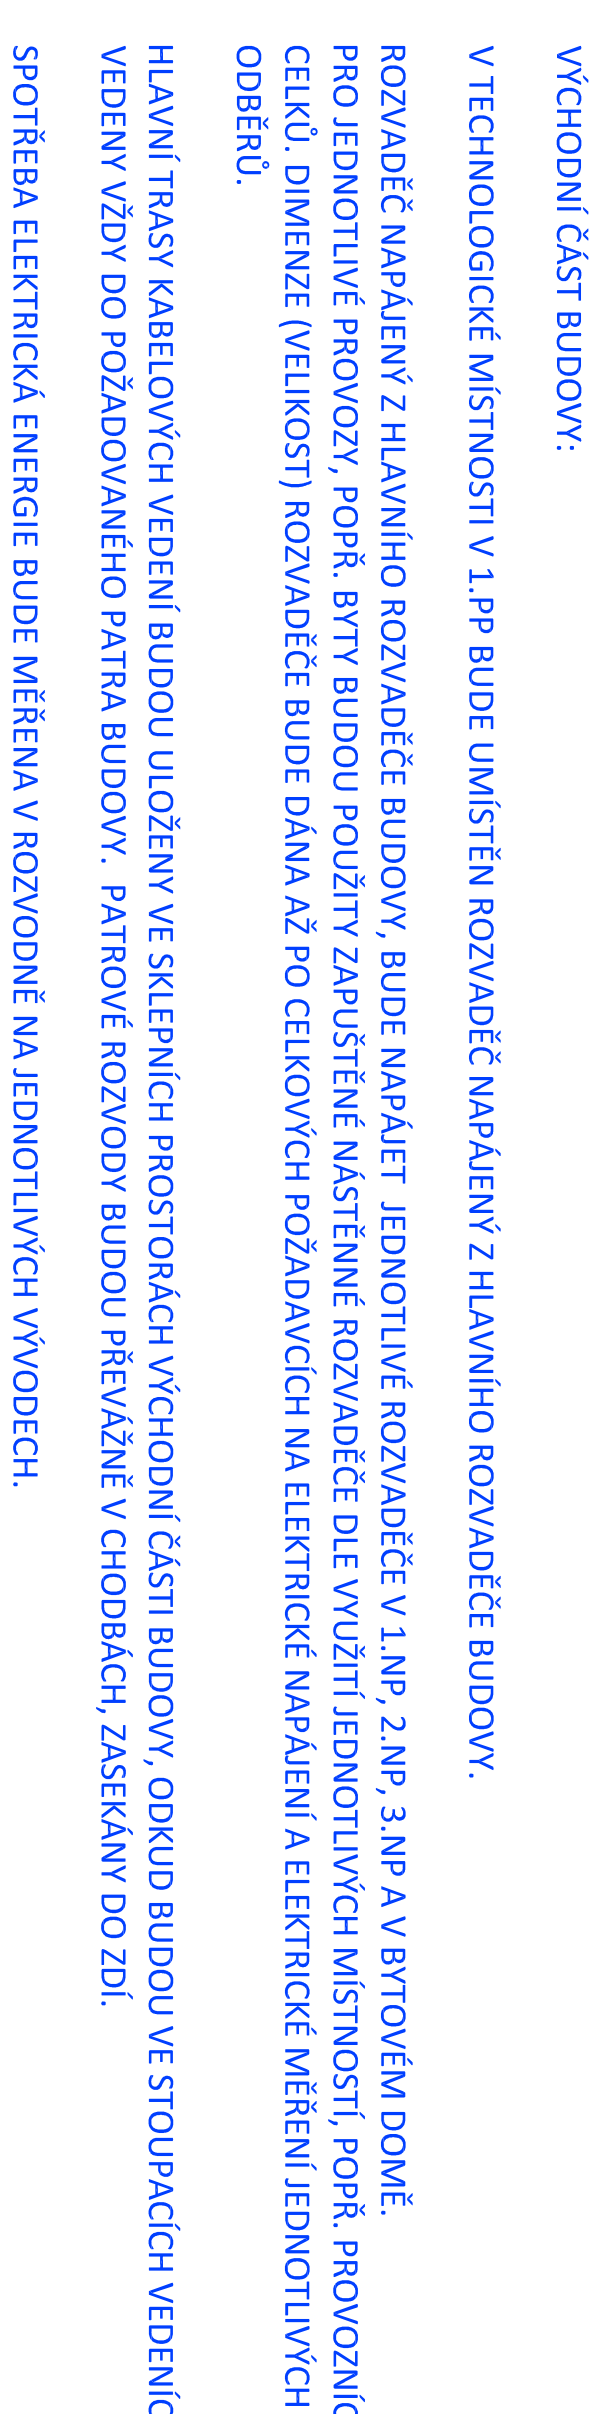 VÝCHODNÍ ČÁST BUDOVY:
V TECHNOLOGICKÉ MÍSTNOSTI V 1.PP BUDE UMÍSTĚN ROZVADĚČ NAPÁJENÝ Z HLAVNÍHO ROZVADĚČE BUDOVY.
ROZVADĚČ NAPÁJENÝ Z HLAVNÍHO ROZVADĚČE BUDOVY, BUDE NAPÁJET JEDNOTLIVÉ ROZVADĚČE V 1.NP, 2.NP, 3.NP A V BYTOVÉM DOMĚ.
PRO JEDNOTLIVÉ PROVOZY, POPŘ. BYTY BUDOU POUŽITY ZAPUŠTĚNÉ NÁSTĚNNÉ ROZVADĚČE DLE VYUŽITÍ JEDNOTLIVÝCH MÍSTNOSTÍ, POPŘ. PROVOZNÍC
CELKŮ. DIMENZE (VELIKOST) ROZVADĚČE BUDE DÁNA AŽ PO CELKOVÝCH POŽADAVCÍCH NA ELEKTRICKÉ NAPÁJENÍ A ELEKTRICKÉ MĚŘENÍ JEDNOTLIVÝCH
ODBĚRŮ.
HLAVNÍ TRASY KABELOVÝCH VEDENÍ BUDOU ULOŽENY VE SKLEPNÍCH PROSTORÁCH VÝCHODNÍ ČÁSTI BUDOVY, ODKUD BUDOU VE STOUPACÍCH VEDENÍC
VEDENY VŽDY DO POŽADOVANÉHO PATRA BUDOVY. PATROVÉ ROZVODY BUDOU PŘEVÁŽNĚ V CHODBÁCH, ZASEKÁNY DO ZDÍ.
SPOTŘEBA ELEKTRICKÁ ENERGIE BUDE MĚŘENA V ROZVODNĚ NA JEDNOTLIVÝCH VÝVODECH.